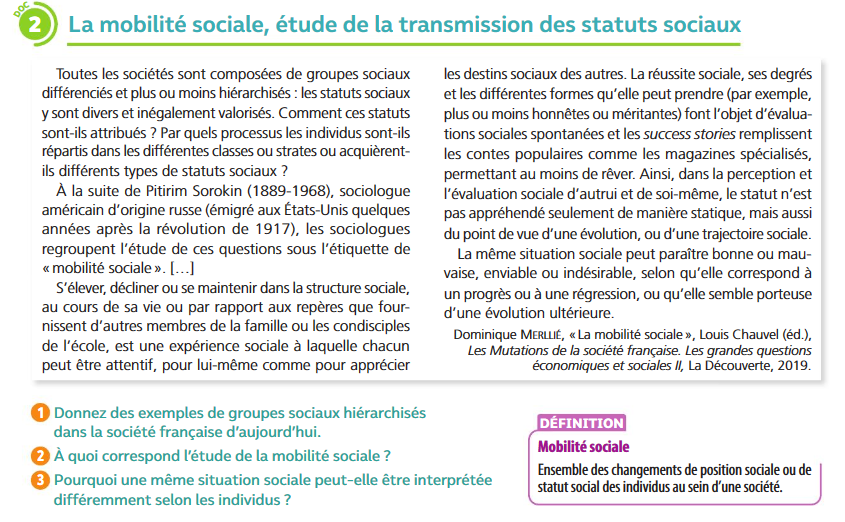 DOC
2
La mobilité sociale, étude de la transmission des statuts sociaux
Toutes les sociétés sont composées de groupes sociaux
différenciés et plus ou moins hiérarchisés : les statuts sociaux
y sont divers et inégalement valorisés. Comment ces statuts
sont-ils attribués ? Par quels processus les individus sont-ils
répartis dans les différentes classes ou strates ou acquièrent-
ils différents types de statuts sociaux ?
À la suite de Pitirim Sorokin (1889-1968), sociologue
américain d'origine russe (émigré aux États-Unis quelques
années après la révolution de 1917), les sociologues
regroupent l'étude de ces questions sous l'étiquette de
« mobilité sociale ». […]
S'élever, décliner ou se maintenir dans la structure sociale,
au cours de sa vie ou par rapport aux repères que four-
nissent d'autres membres de la famille ou les condisciples
de l'école, est une expérience sociale à laquelle chacun
peut être attentif, pour lui-même comme pour apprécier
les destins sociaux des autres. La réussite sociale, ses degrés
et les différentes formes qu'elle peut prendre (par exemple,
plus ou moins honnêtes ou méritantes) font l'objet d'évalua-
tions sociales spontanées et les success stories remplissent
les contes populaires comme les magazines spécialisés,
permettant au moins de rêver. Ainsi, dans la perception et
l'évaluation sociale d'autrui et de soi-même, le statut n'est
pas appréhendé seulement de manière statique, mais aussi
du point de vue d'une évolution, ou d'une trajectoire sociale.
La même situation sociale peut paraître bonne ou mau-
vaise, enviable ou indésirable, selon qu'elle correspond à
un progrès ou à une régression, ou qu'elle semble porteuse
d'une évolution ultérieure.
Dominique MERLLIÉ, « La mobilité sociale », Louis Chauvel (éd.),
Les Mutations de la société française. Les grandes questions
économiques et sociales II, La Découverte, 2019.
1 Donnez des exemples de groupes sociaux hiérarchisés
dans la société française d'aujourd'hui.
2 À quoi correspond l'étude de la mobilité sociale ?
3 Pourquoi une même situation sociale peut-elle être interprétée
différemment selon les individus ?
DÉFINITION
Mobilité sociale
Ensemble des changements de position sociale ou de
statut social des individus au sein d'une société.